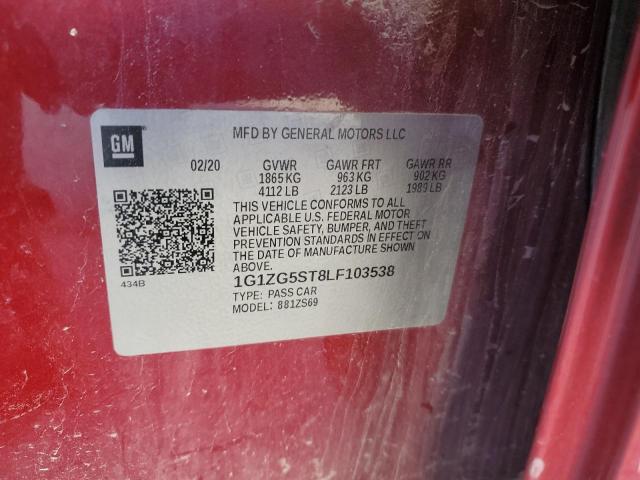 GM
MFD BY GENERAL MOTORS LLC
02/20 GVWR GAWR FRT GAWR RR
1865 KG 963 KG 902 KG
4112 LB 2123 LB 1989 LB
THIS VEHICLE CONFORMS TO ALL
APPLICABLE U.S. FEDERAL MOTOR
VEHICLE SAFETY, BUMPER, AND THEFT
PREVENTION STANDARDS IN EFFECT ON
THE DATE OF MANUFACTURE SHOWN
ABOVE.
434B
1G1ZG5ST8LF103538
TYPE: PASS CAR
MODEL: 881ZS69